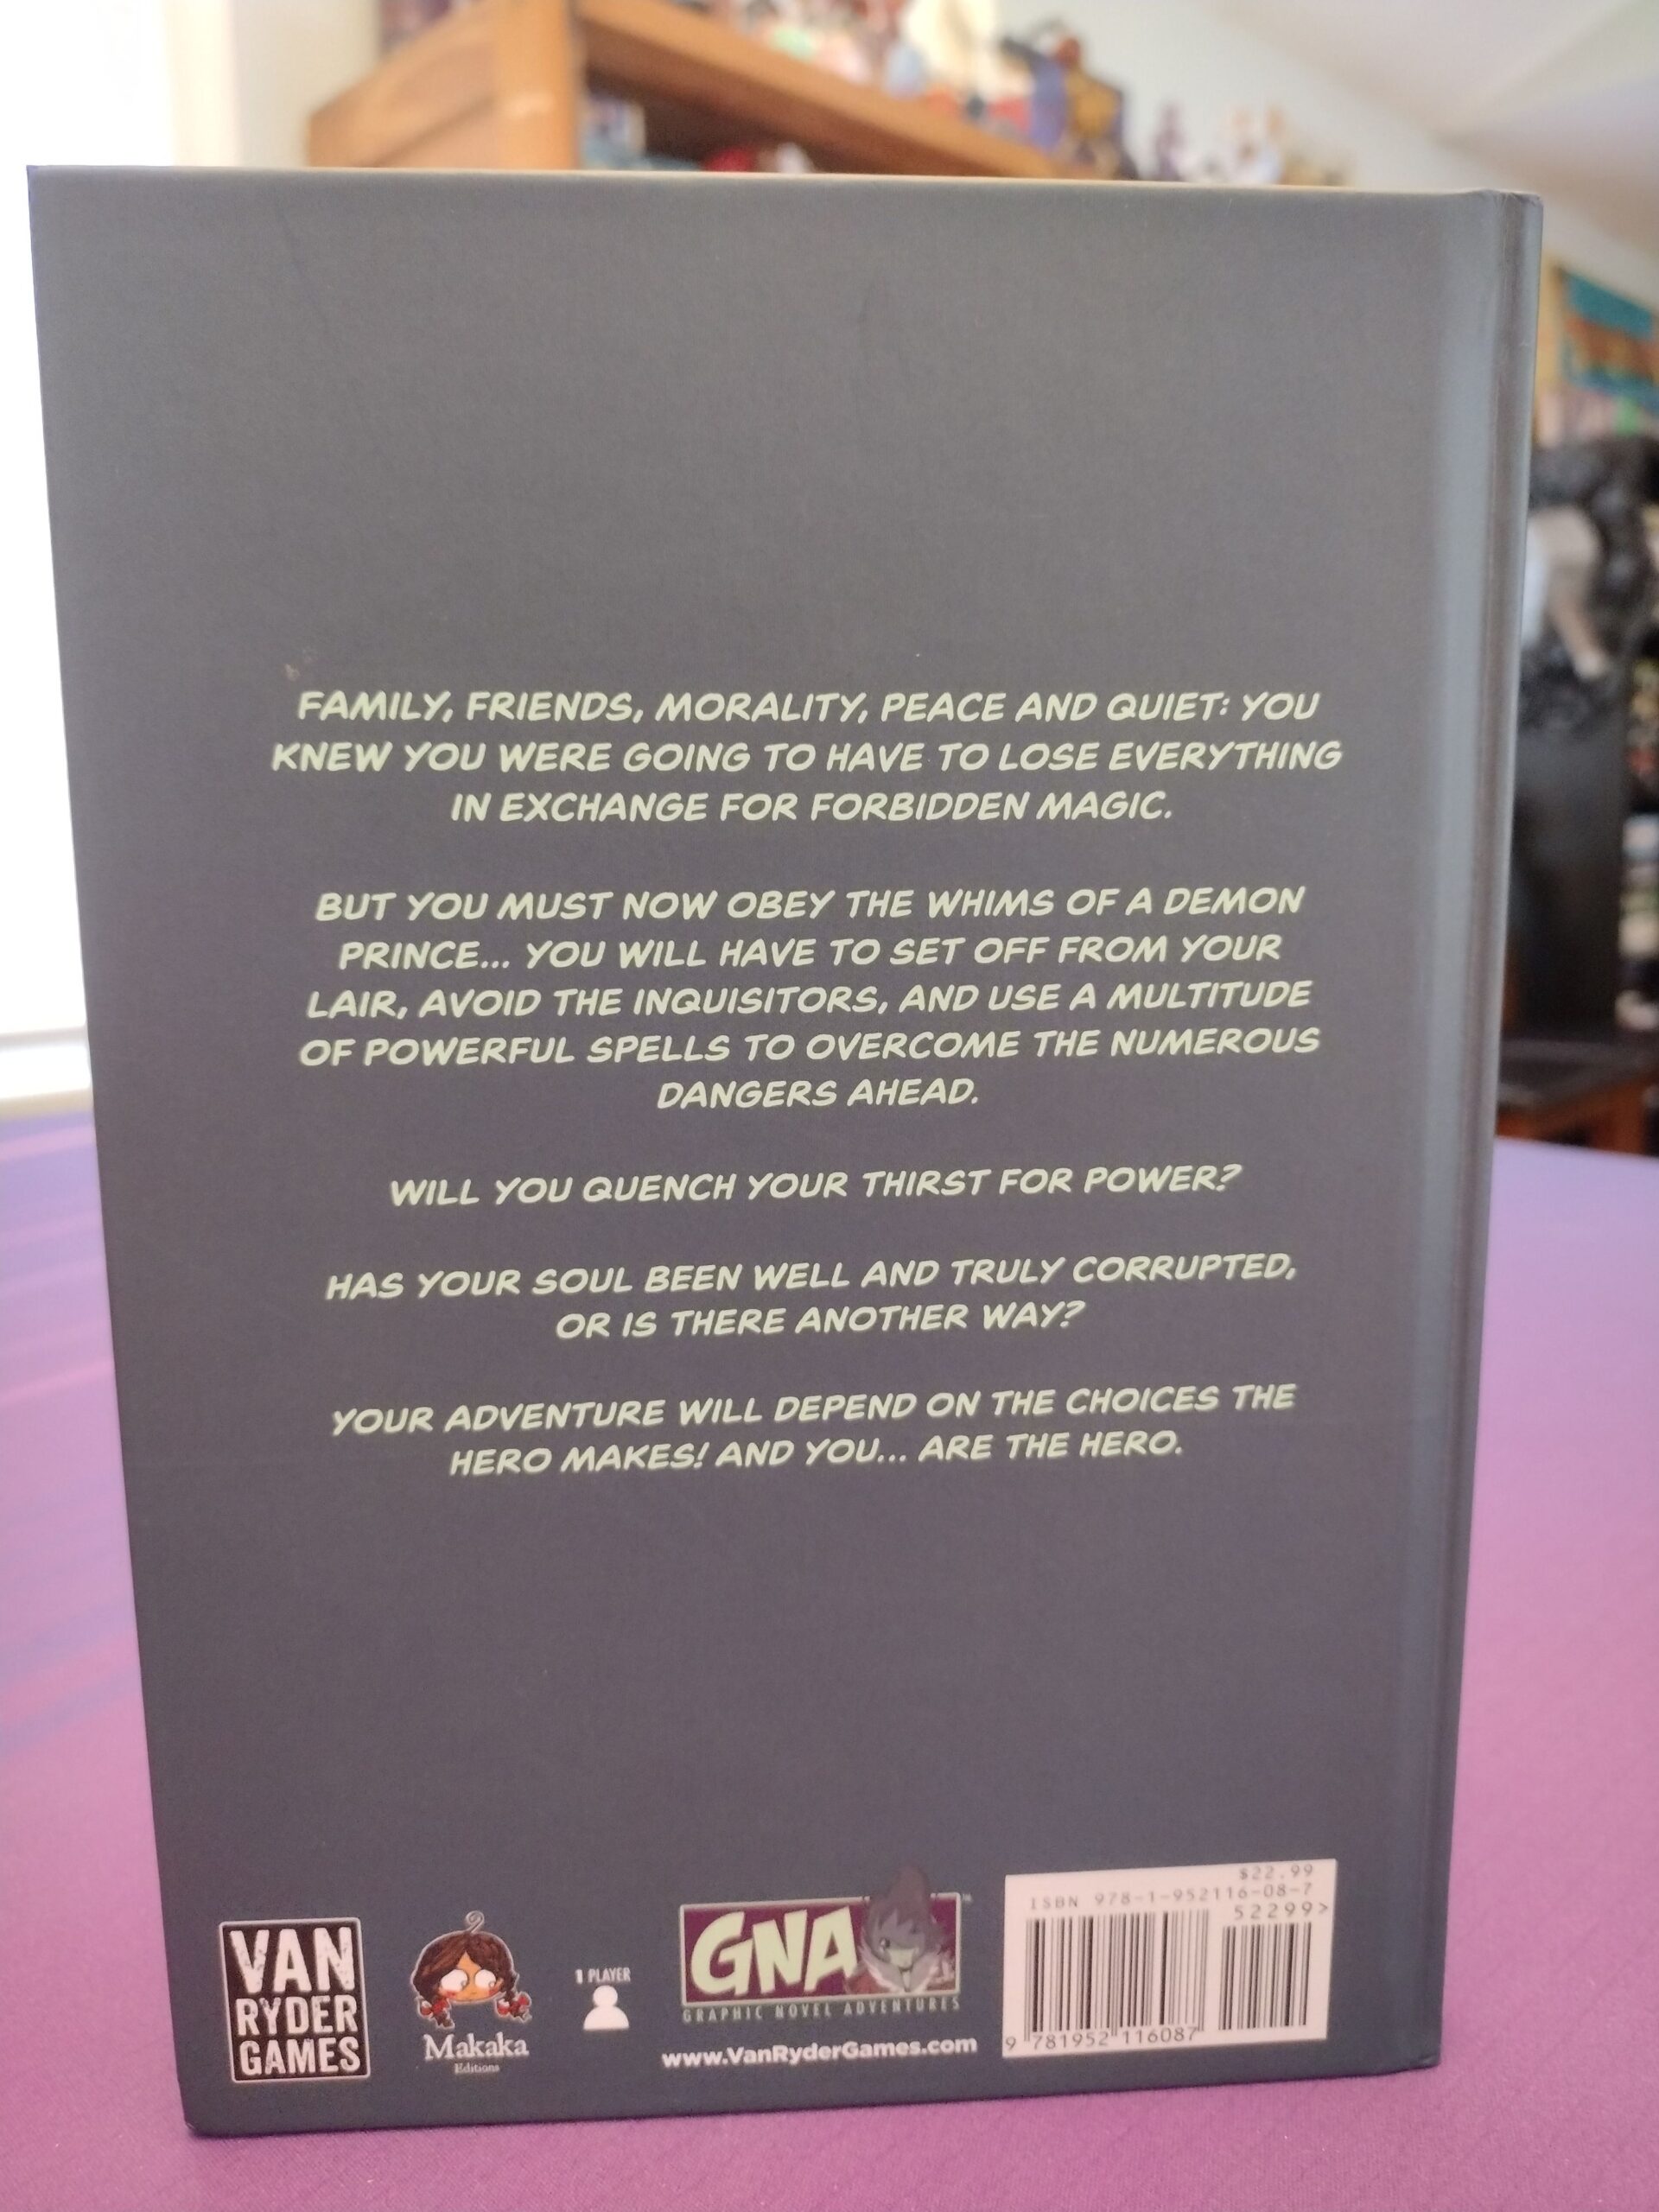 FAMILY, FRIENDS, MORALITY, PEACE AND QUIET: YOU
KNEW YOU WERE GOING TO HAVE TO LOSE EVERYTHING
IN EXCHANGE FOR FORBIDDEN MAGIC.
BUT YOU MUST NOW OBEY THE WHIMS OF A DEMON
PRINCE... YOU WILL HAVE TO SET OFF FROM YOUR
LAIR, AVOID THE INQUISITORS, AND USE A MULTITUDE
OF POWERFUL SPELLS TO OVERCOME THE NUMEROUS
DANGERS AHEAD.
WILL YOU QUENCH YOUR THIRST FOR POWER?
HAS YOUR SOUL BEEN WELL AND TRULY CORRUPTED,
OR IS THERE ANOTHER WAY?
YOUR ADVENTURE WILL DEPEND ON THE CHOICES THE
HERO MAKES! AND YOU... ARE THE HERO.
VAN
RYDER
GAMES
Makaka
Editions
1 PLAYER
GNA
GRAPHIC NOVEL ADVENTURES
www.VanRyderGames.com
$22.99
ISBN 978-1-952116-08-7
52299>
9 781952 116087